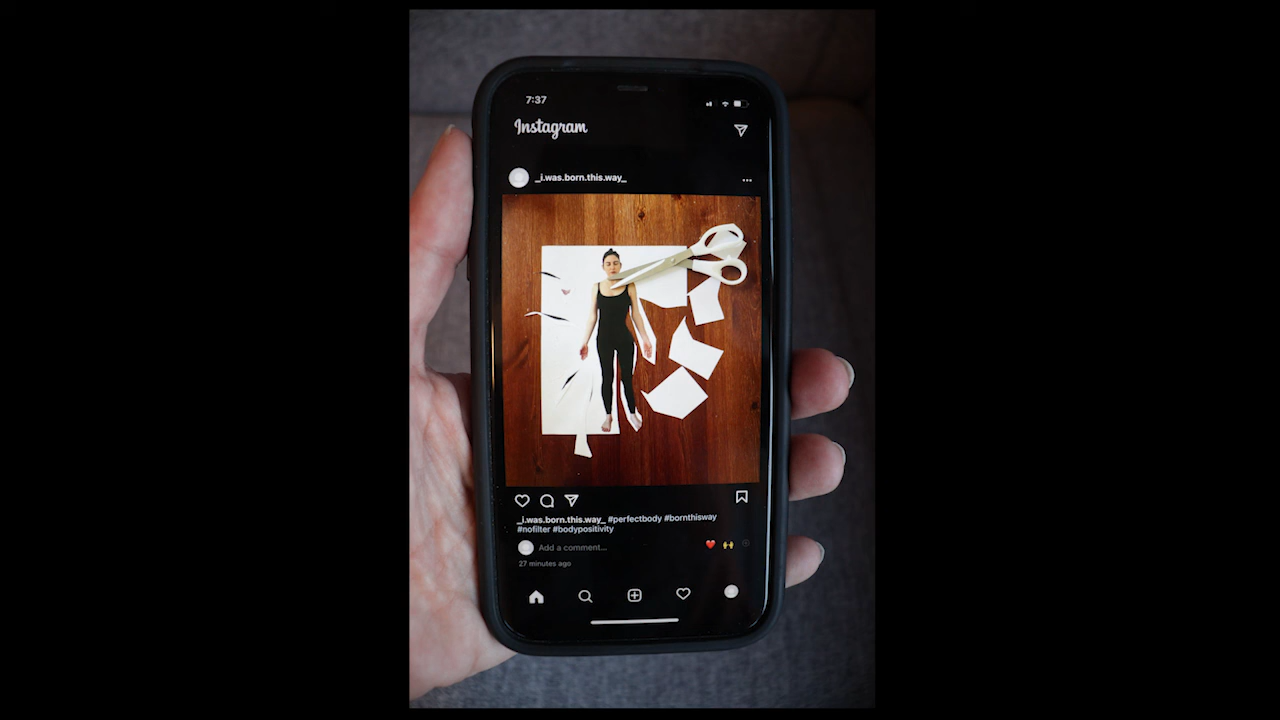 7:37
Instagram
_i.was.born.this.way_
_i.was.born.this.way_ #perfectbody #bornthisway
#nofilter #bodypositivity
Add a comment...
27 minutes ago